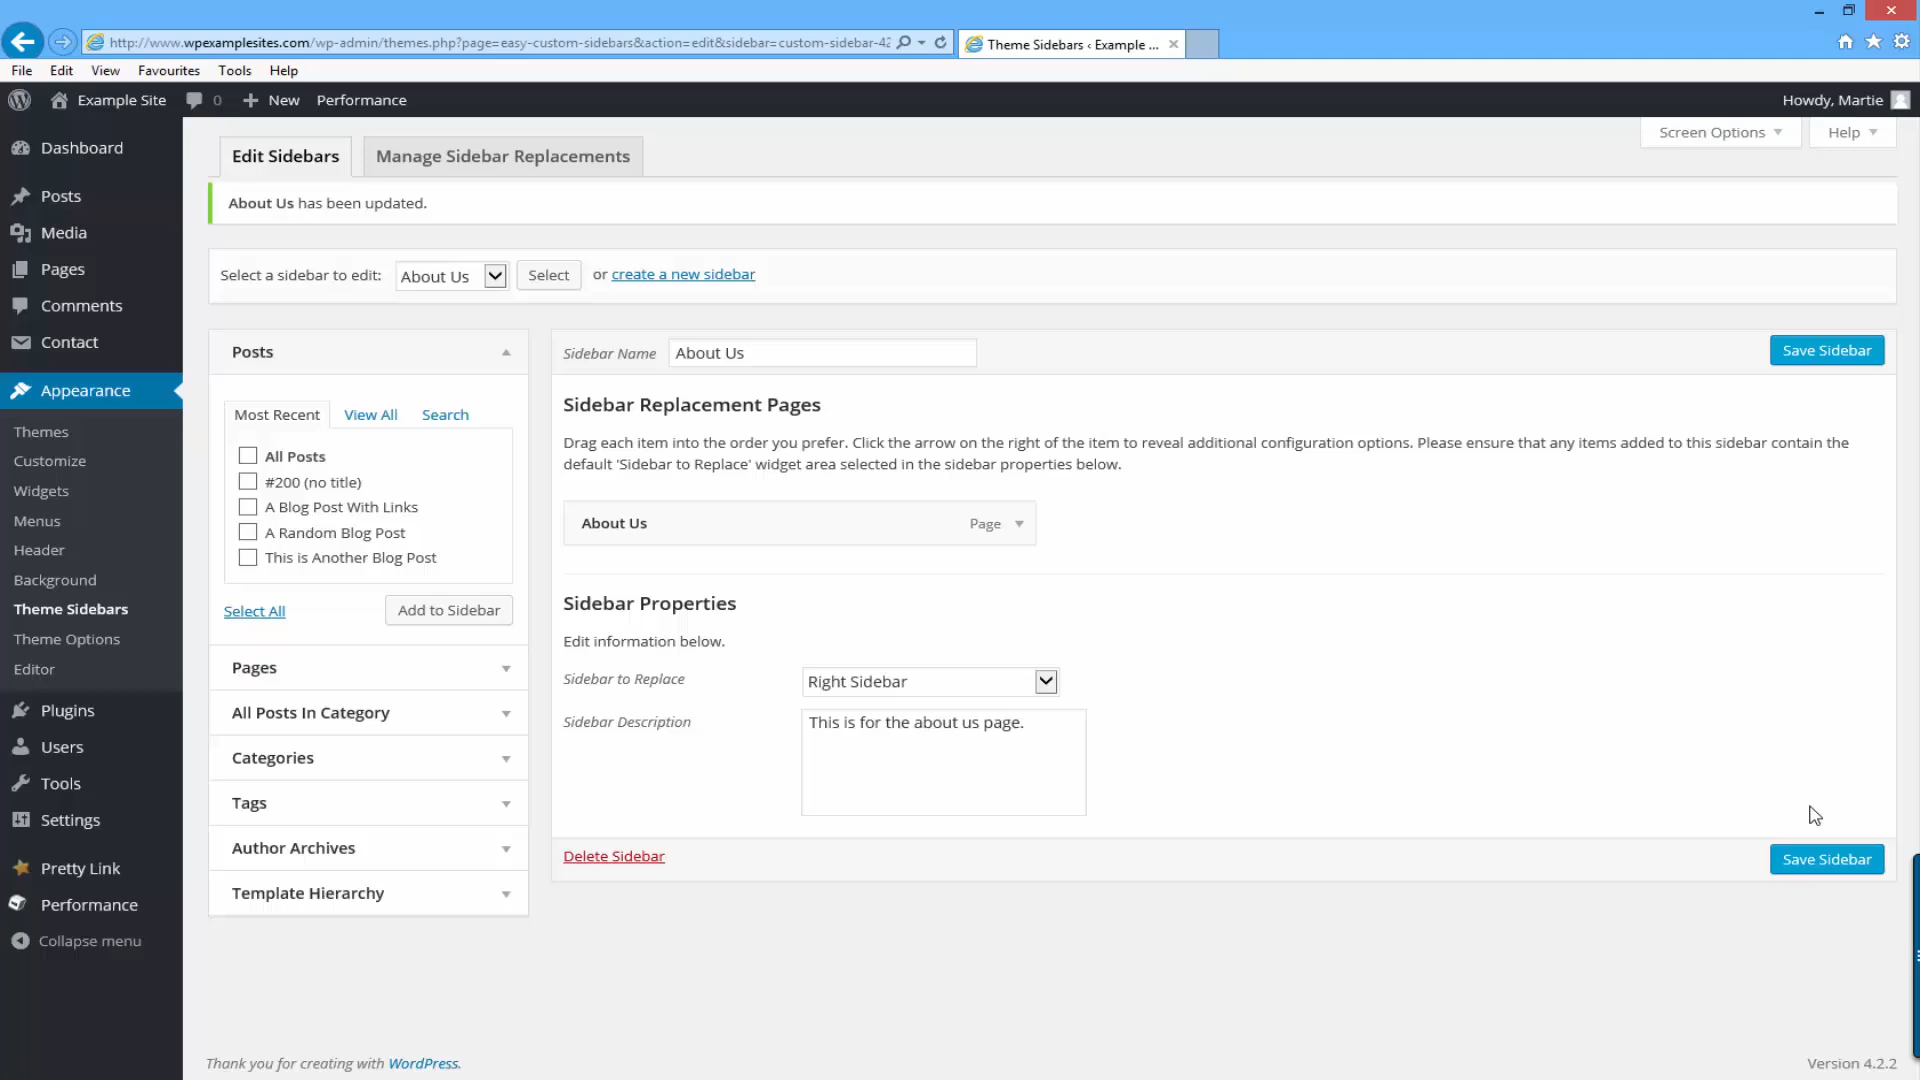 http://www.wpexamplesites.com/wp-admin/themes.php?page=easy-custom-sidebars&action=edit&sidebar=custom-sidebar-42
Theme Sidebars ‹ Example ...
File Edit View Favourites Tools Help
Example Site 0 New Performance Howdy, Martie
Screen Options Help
Edit Sidebars Manage Sidebar Replacements
About Us has been updated.
Select a sidebar to edit: About Us Select or create a new sidebar
Dashboard
Posts
Media
Pages
Comments
Contact
Appearance
Themes
Customize
Widgets
Menus
Header
Background
Theme Sidebars
Theme Options
Editor
Plugins
Users
Tools
Settings
Pretty Link
Performance
Collapse menu
Posts
Most Recent View All Search
All Posts
#200 (no title)
A Blog Post With Links
A Random Blog Post
This is Another Blog Post
Select All Add to Sidebar
Pages
All Posts In Category
Categories
Tags
Author Archives
Template Hierarchy
Sidebar Name About Us Save Sidebar
Sidebar Replacement Pages
Drag each item into the order you prefer. Click the arrow on the right of the item to reveal additional configuration options. Please ensure that any items added to this sidebar contain the
default 'Sidebar to Replace' widget area selected in the sidebar properties below.
About Us Page
Sidebar Properties
Edit information below.
Sidebar to Replace Right Sidebar
Sidebar Description This is for the about us page.
Delete Sidebar Save Sidebar
Thank you for creating with WordPress. Version 4.2.2